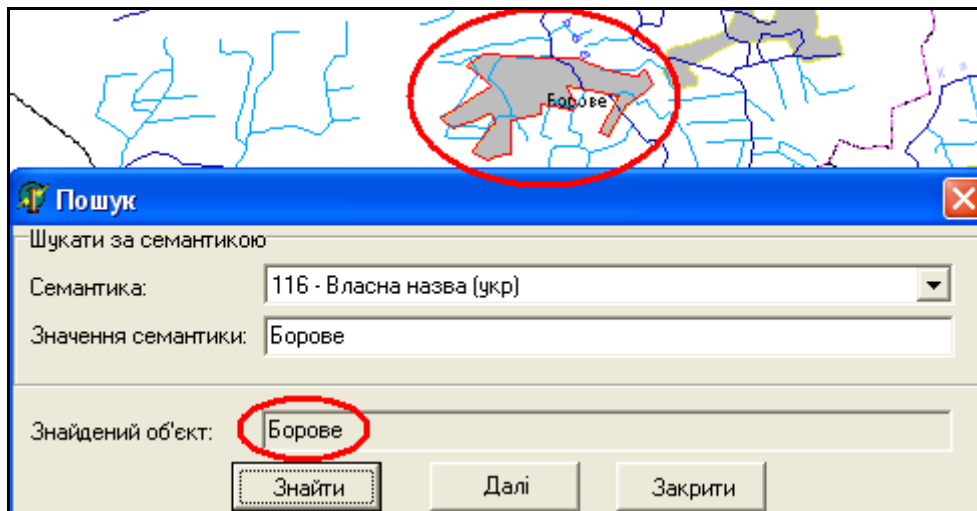 Борове
Пошук
Шукати за семантикою
Семантика: 116 - Власна назва (укр)
Значення семантики: Борове
Знайдений об'єкт: Борове
Знайти Далі Закрити